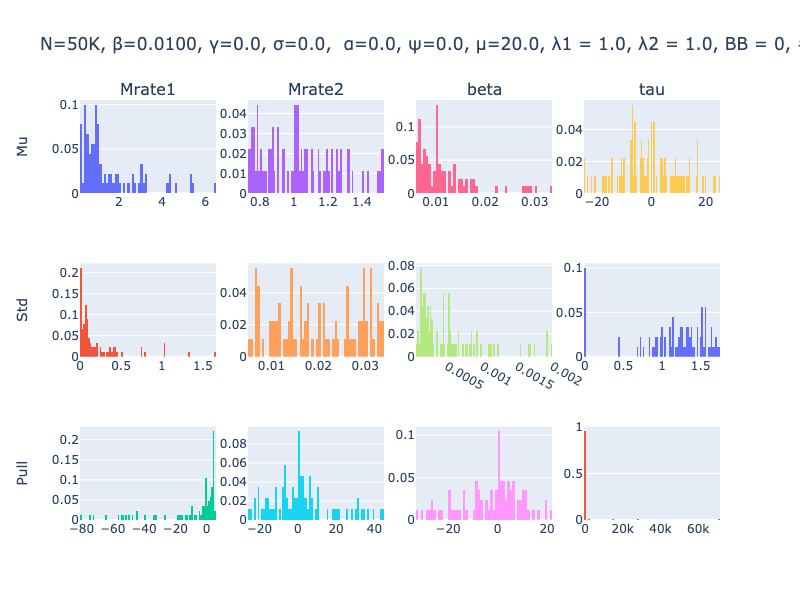 N=50K, β=0.0100, γ=0.0, σ=0.0, α=0.0, ψ=0.0, μ=20.0, λ1 = 1.0, λ2 = 1.0, BB = 0,
Mrate1 Mrate2 beta tau
Mu
0.1 0.05 0
2 4 6
0.04 0.03 0.02 0.01 0
0.8 1 1.2 1.4
0.1 0.05 0
0.01 0.02 0.03
0.04 0.02 0
−20 0 20
Std
0.2 0.15 0.1 0.05 0
0 0.5 1 1.5
0.04 0.02 0
0.01 0.02 0.03
0.08 0.06 0.04 0.02 0
0.0005 0.001 0.0015 0.002
0.1 0.05 0
0 0.5 1 1.5
Pull
0.2 0.15 0.1 0.05 0
−80 −60 −40 −20 0
0.08 0.06 0.04 0.02 0
−20 0 20 40
0.1 0.05 0
−20 0 20
1 0.5 0
0 20k 40k 60k